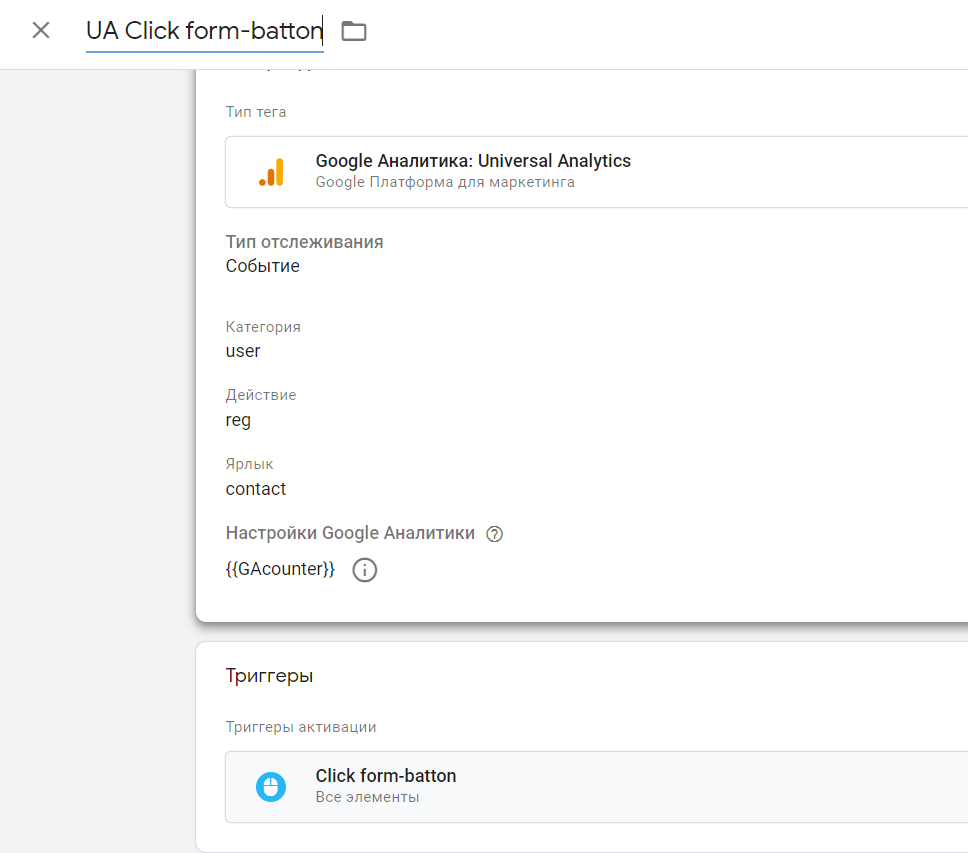 UA Click form-batton
Тип тега
Google Аналитика: Universal Analytics
Google Платформа для маркетинга
Тип отслеживания
Событие
Категория
user
Действие
reg
Ярлык
contact
Настройки Google Аналитики
{{GAcounter}}
Триггеры
Триггеры активации
Click form-batton
Все элементы